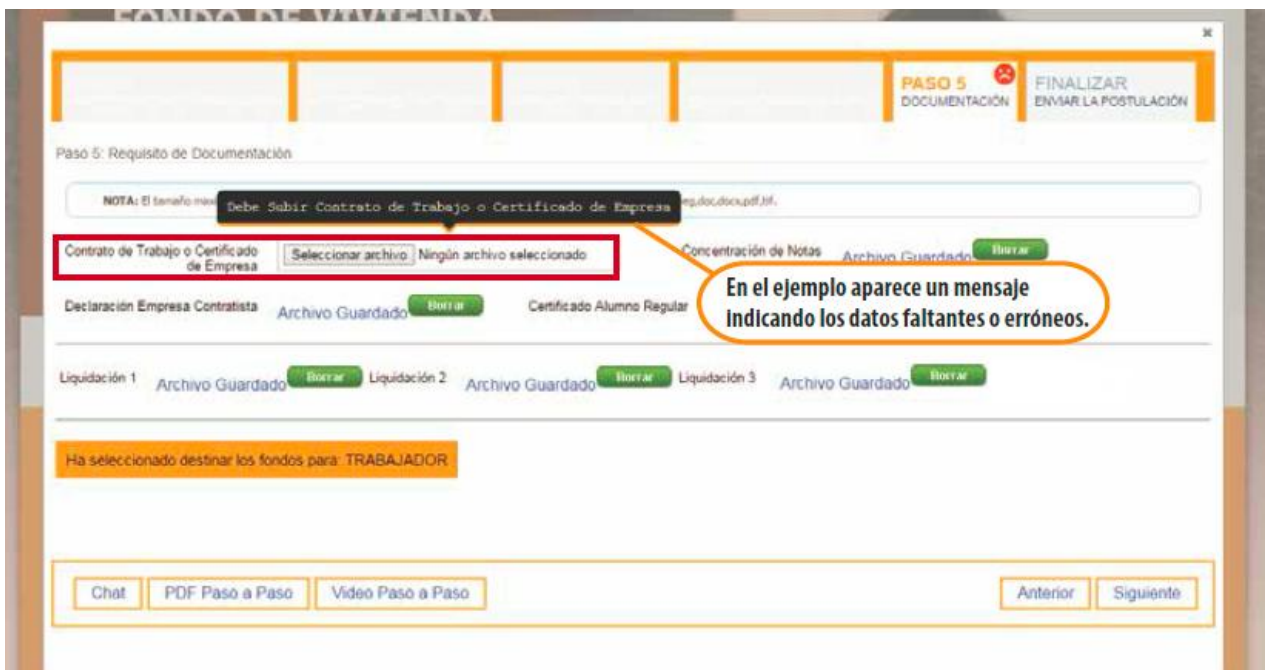 FONDO DE VIVIENDA
PASO 5
DOCUMENTACIÓN
FINALIZAR
ENVIAR LA POSTULACIÓN
Paso 5: Requisito de Documentación
NOTA: El tamaño
Debe Subir Contrato de Trabajo o Certificado de Empresa
doc,docx,pdf,tif.
Contrato de Trabajo o Certificado
de Empresa
Seleccionar archivo Ningún archivo seleccionado
Concentración de Notas
Archivo Guardado
Borrar
En el ejemplo aparece un mensaje
indicando los datos faltantes o erróneos.
Declaración Empresa Contratista
Archivo Guardado
Borrar
Certificado Alumno Regular
Liquidación 1
Archivo Guardado
Borrar
Liquidación 2
Archivo Guardado
Borrar
Liquidación 3
Archivo Guardado
Borrar
Ha seleccionado destinar los fondos para: TRABAJADOR
Chat
PDF Paso a Paso
Video Paso a Paso
Anterior
Siguiente